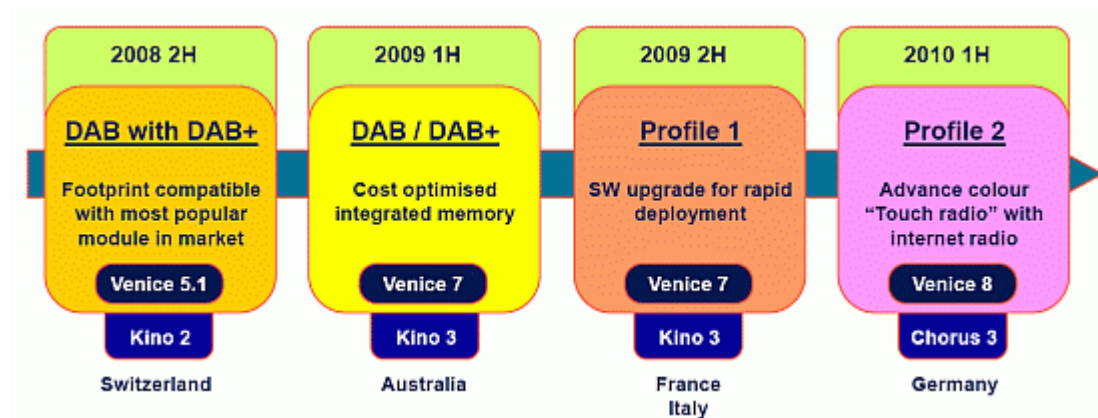 2008 2H
DAB with DAB+
Footprint compatible
with most popular
module in market
Venice 5.1
Kino 2
Switzerland
2009 1H
DAB / DAB+
Cost optimised
integrated memory
Venice 7
Kino 3
Australia
2009 2H
Profile 1
SW upgrade for rapid
deployment
Venice 7
Kino 3
France
Italy
2010 1H
Profile 2
Advance colour
“Touch radio” with
internet radio
Venice 8
Chorus 3
Germany